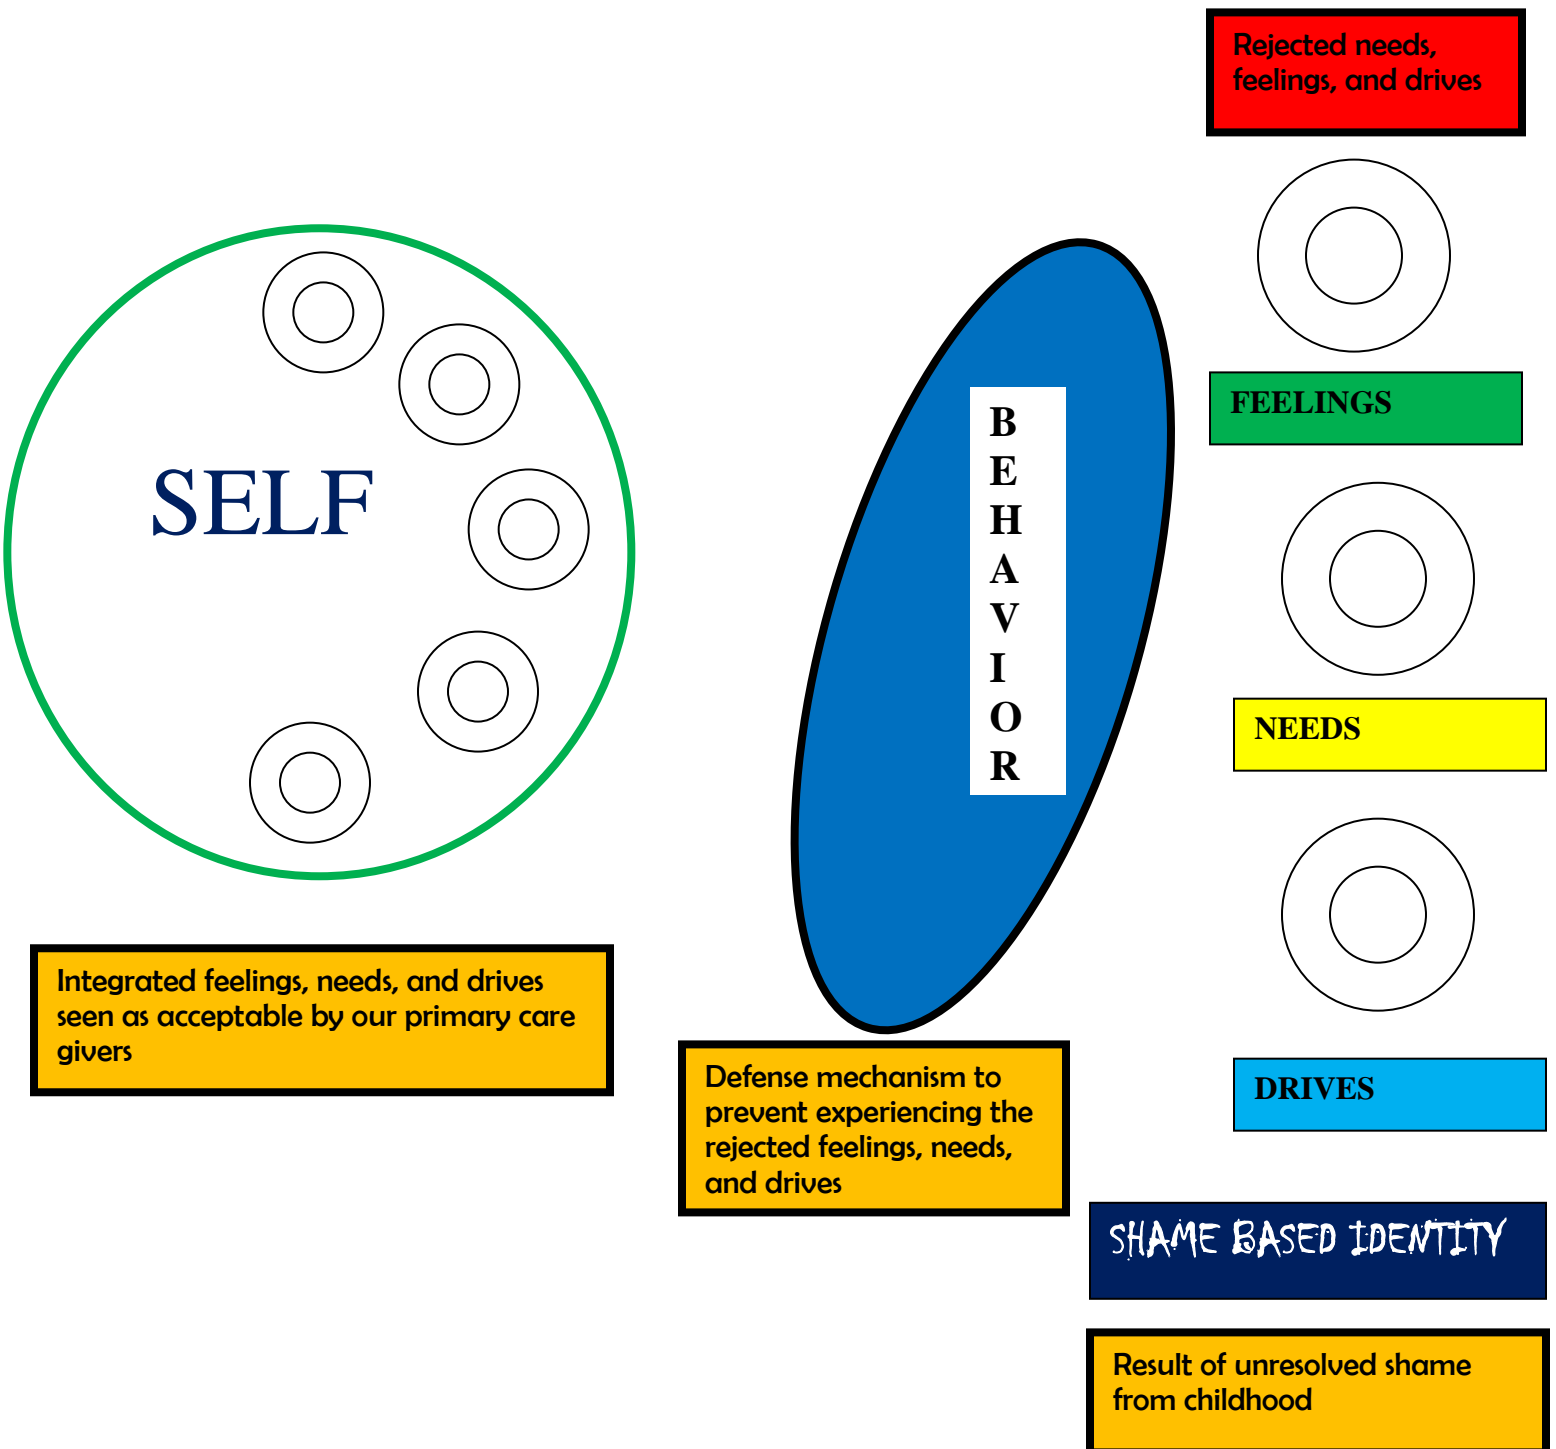 Rejected needs,
feelings, and drives
SELF
B
E
H
A
V
I
O
R
FEELINGS
NEEDS
DRIVES
Integrated feelings, needs, and drives
seen as acceptable by our primary care
givers
Defense mechanism to
prevent experiencing the
rejected feelings, needs,
and drives
SHAME BASED IDENTITY
Result of unresolved shame
from childhood